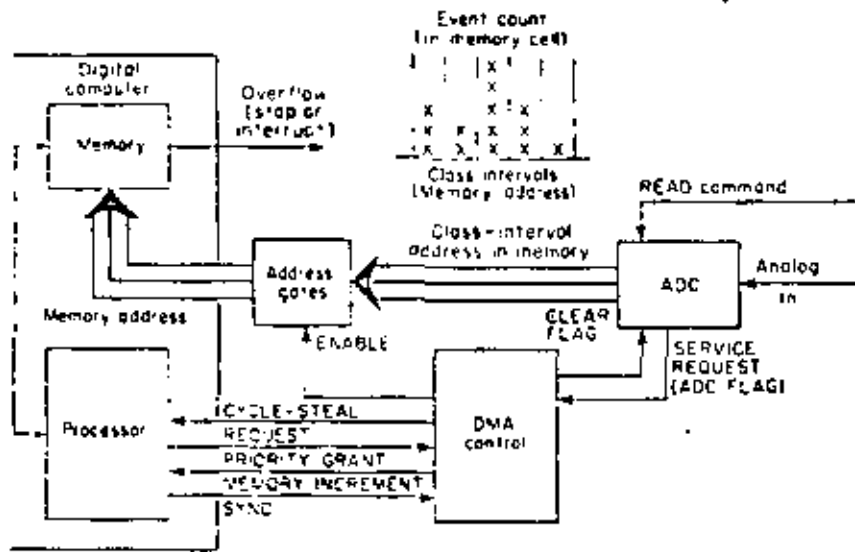 Event count
(in memory cell)
x
x
x x x
x x x x
x x x x x
Class intervals
(Memory address)
Digital
computer
Memory
Overflow
(stop or
interrupt)
READ command
Class-interval
address in memory
Address
gates
ADC
Analog
in
Memory address
ENABLE
CLEAR
FLAG
SERVICE
REQUEST
(ADC FLAG)
Processor
CYCLE-STEAL
REQUEST
PRIORITY GRANT
MEMORY INCREMENT
SYNC
DMA
control